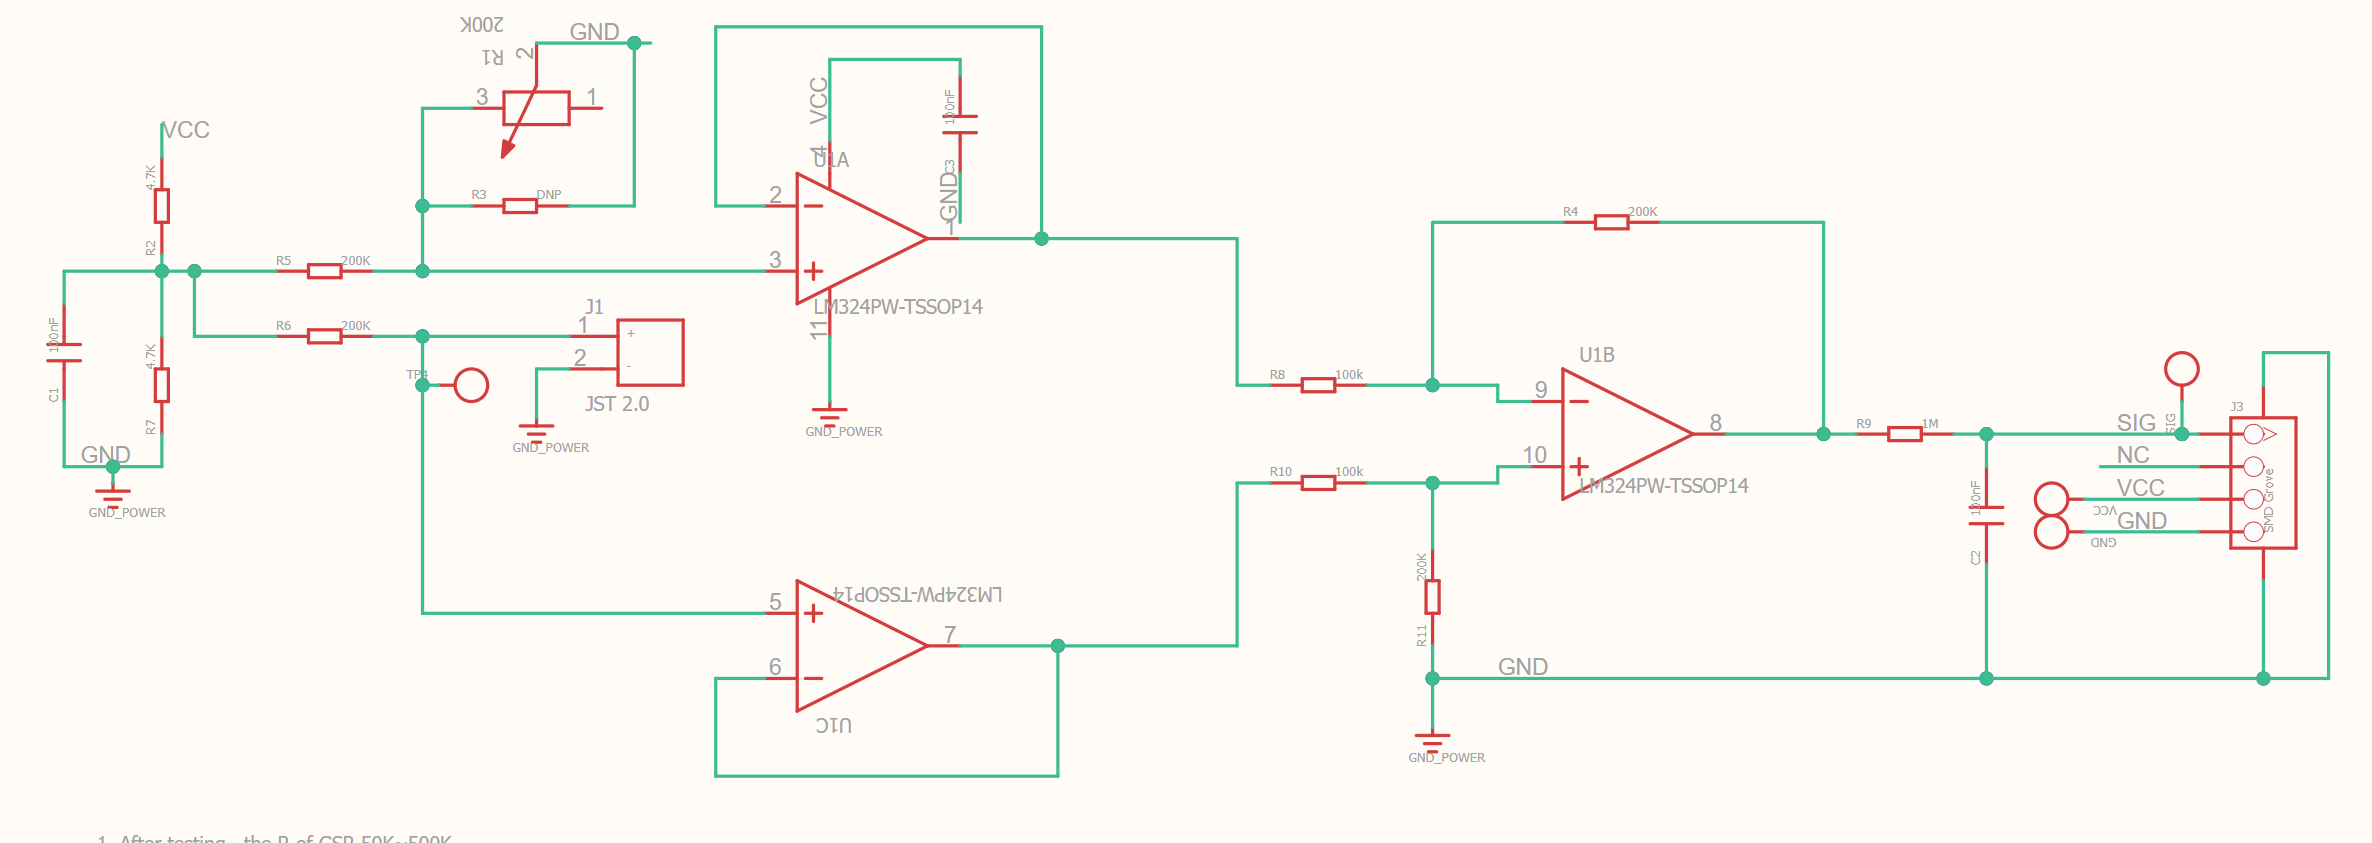 200K
R1
2
GND
3
1
VCC
4.7K
R2
R3
DNP
R5
200K
R6
200K
100nF
C1
4.7K
R7
GND
GND_POWER
TP4
J1
1
+
2
-
JST 2.0
GND_POWER
VCC
4
U1A
100nF
C3
GND
2
3
1
LM324PW-TSSOP14
11
GND_POWER
5
6
7
LM324PW-TSSOP14
U1C
R4
200K
R8
100k
R10
100k
U1B
9
10
8
LM324PW-TSSOP14
200K
R11
GND
GND_POWER
R9
1M
100nF
C2
SIG
SIG
NC
VCC
VCC
GND
GND
J3
SMD Grove
1. After testing, the R of GSR 50K~500K